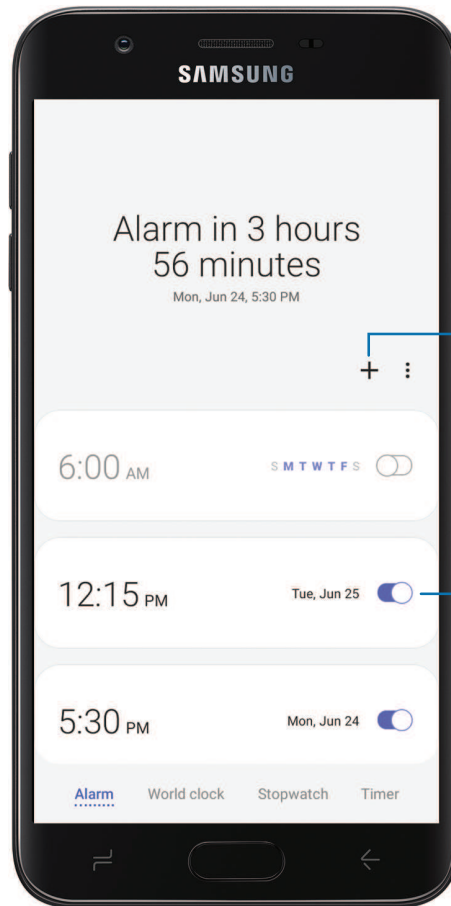 SAMSUNG
Alarm in 3 hours
56 minutes
Mon, Jun 24, 5:30 PM
6:00 AM S M T W T F S
12:15 PM Tue, Jun 25
5:30 PM Mon, Jun 24
Alarm World clock Stopwatch Timer